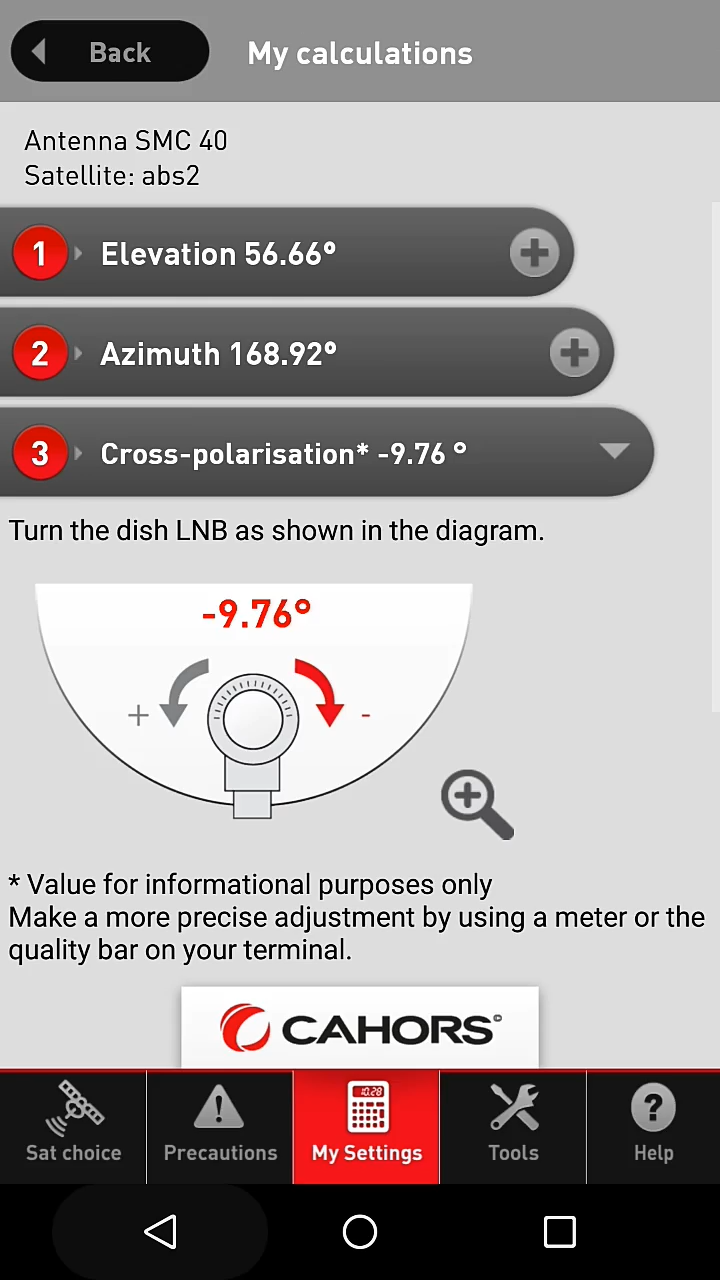 Back
My calculations
Antenna SMC 40
Satellite: abs2
1 Elevation 56.66°
2 Azimuth 168.92°
3 Cross-polarisation* -9.76 °
Turn the dish LNB as shown in the diagram.
-9.76°
+ -
* Value for informational purposes only
Make a more precise adjustment by using a meter or the
quality bar on your terminal.
CAHORS©
10.28
Sat choice
Precautions
My Settings
Tools
?
Help